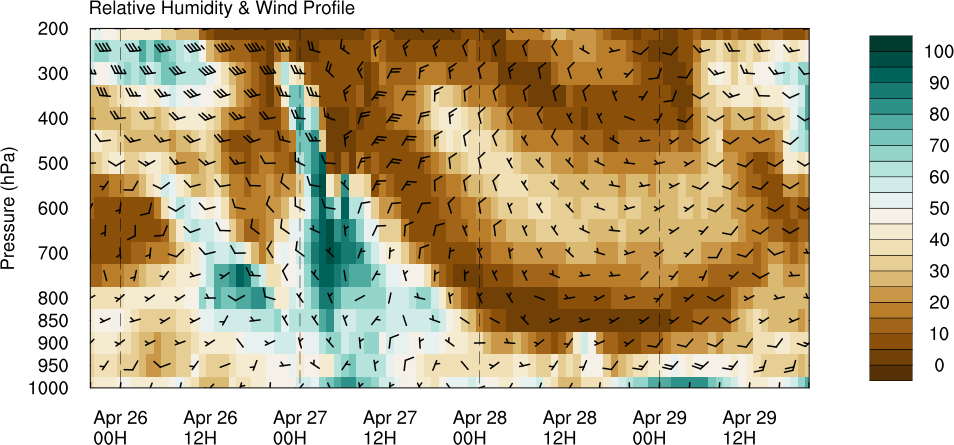 Relative Humidity & Wind Profile
Pressure (hPa)
200
300
400
500
600
700
800
850
900
950
1000
Apr 26 00H
Apr 26 12H
Apr 27 00H
Apr 27 12H
Apr 28 00H
Apr 28 12H
Apr 29 00H
Apr 29 12H
100
90
80
70
60
50
40
30
20
10
0